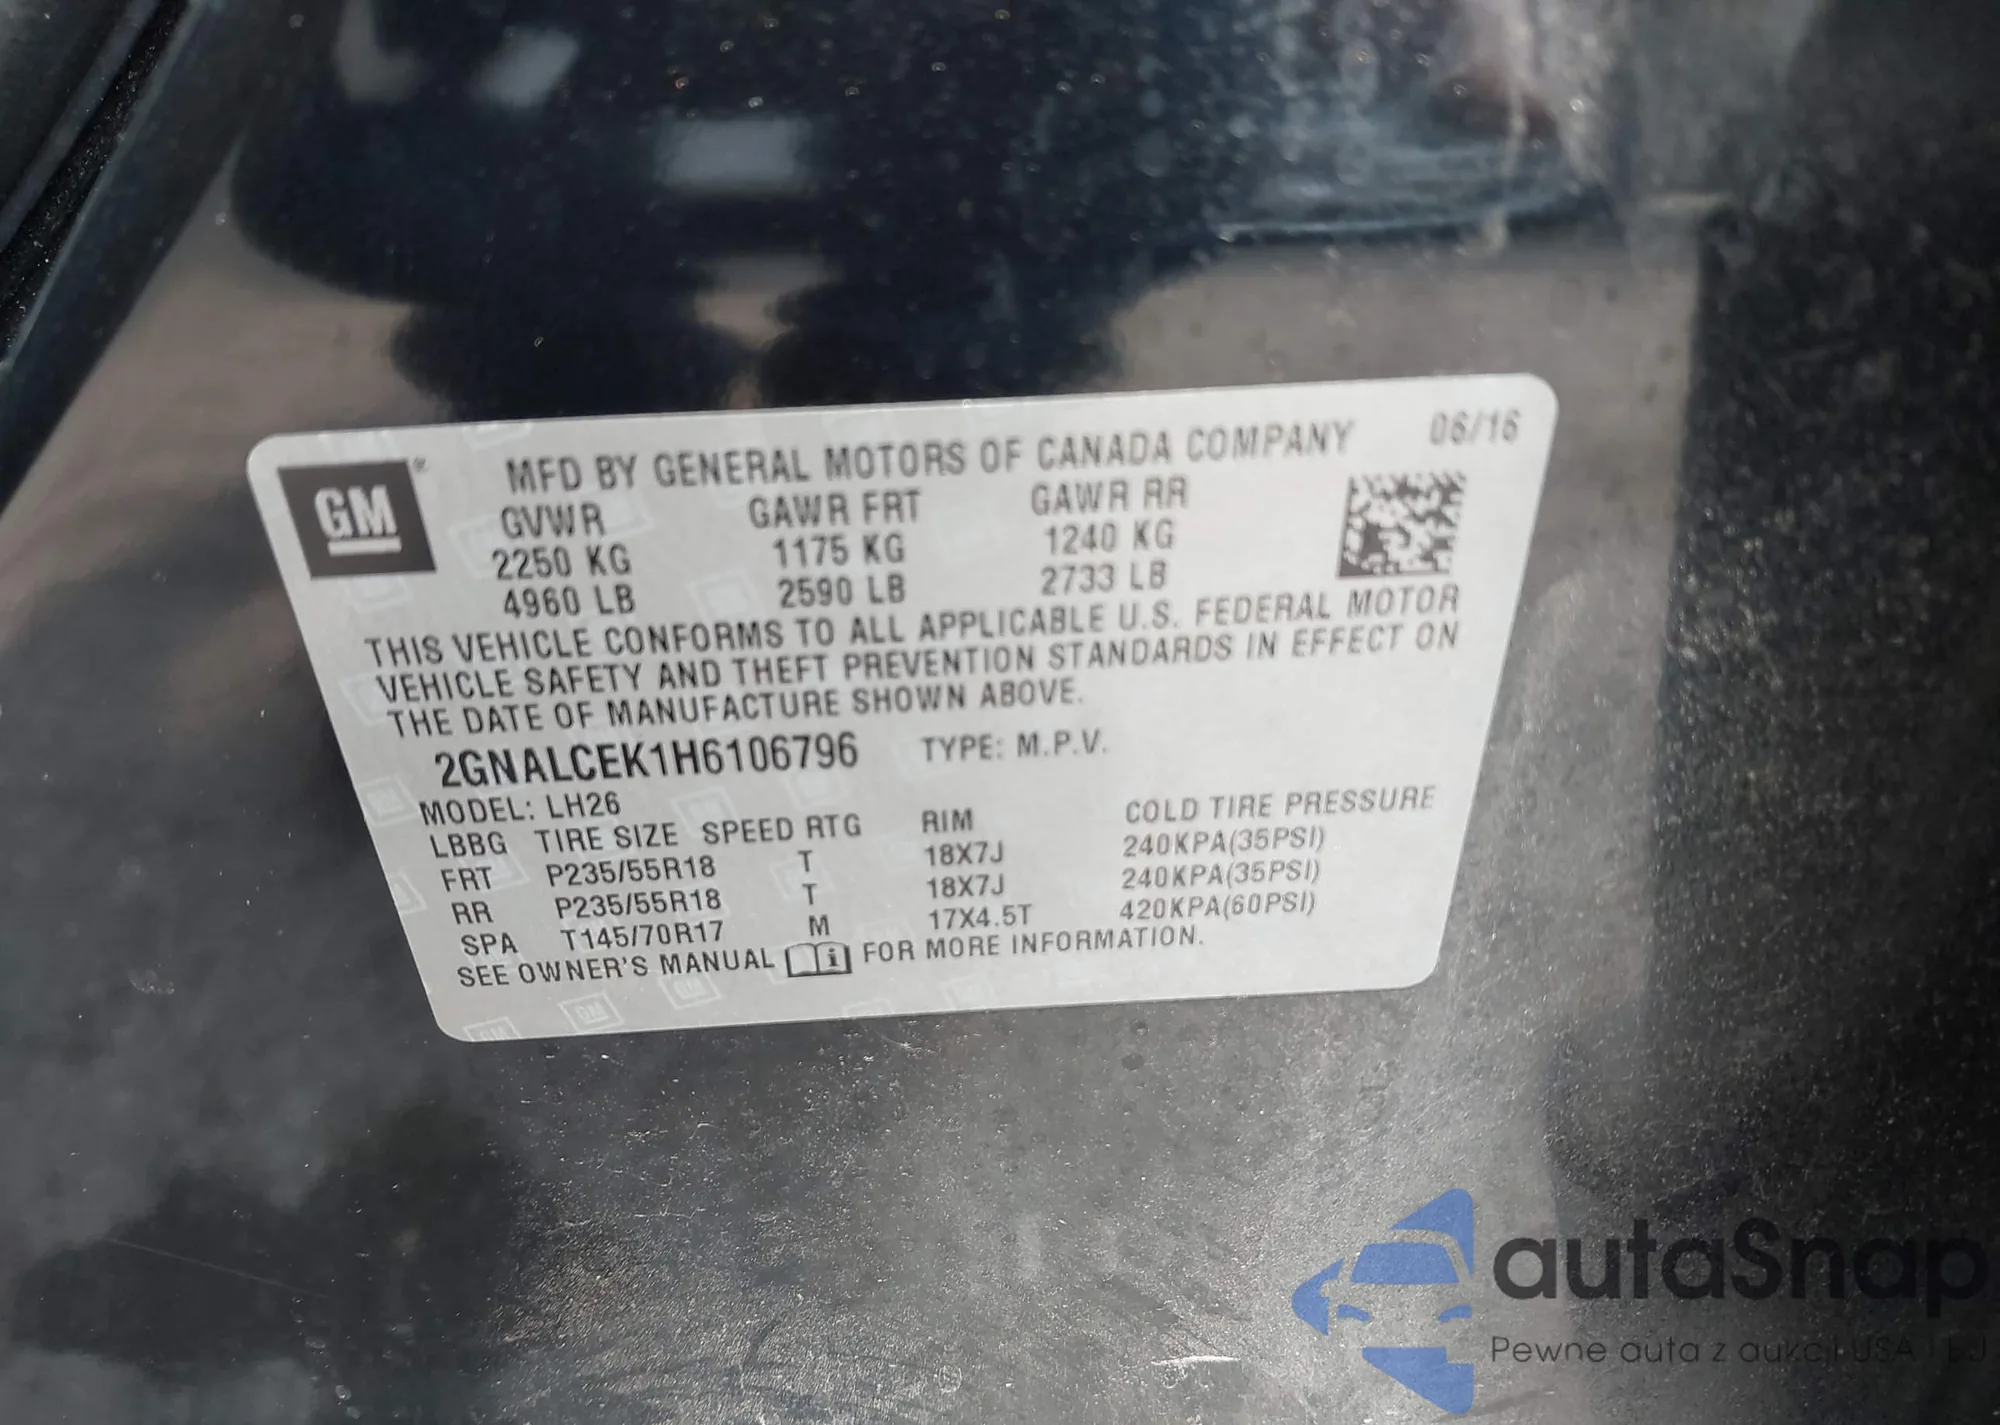 GM®
MFD BY GENERAL MOTORS OF CANADA COMPANY 06/16
GVWR GAWR FRT GAWR RR
2250 KG 1175 KG 1240 KG
4960 LB 2590 LB 2733 LB
THIS VEHICLE CONFORMS TO ALL APPLICABLE U.S. FEDERAL MOTOR
VEHICLE SAFETY AND THEFT PREVENTION STANDARDS IN EFFECT ON
THE DATE OF MANUFACTURE SHOWN ABOVE.
2GNALCEK1H6106796 TYPE: M.P.V.
MODEL: LH26
LBBG TIRE SIZE SPEED RTG RIM COLD TIRE PRESSURE
FRT P235/55R18 T 18X7J 240KPA(35PSI)
RR P235/55R18 T 18X7J 240KPA(35PSI)
SPA T145/70R17 M 17X4.5T 420KPA(60PSI)
SEE OWNER'S MANUAL FOR MORE INFORMATION.
autaSnap
Pewne auta z aukcji USA i EU